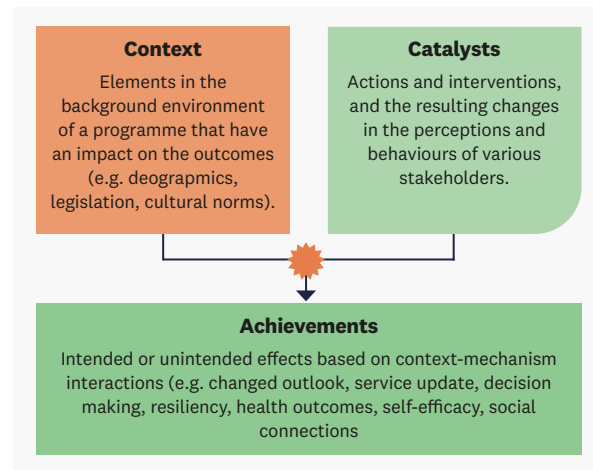 Context
Elements in the
background environment
of a programme that have
an impact on the outcomes
(e.g. deograpmics,
legislation, cultural norms).
Catalysts
Actions and interventions,
and the resulting changes
in the perceptions and
behaviours of various
stakeholders.
Achievements
Intended or unintended effects based on context-mechanism
interactions (e.g. changed outlook, service update, decision
making, resiliency, health outcomes, self-efficacy, social
connections